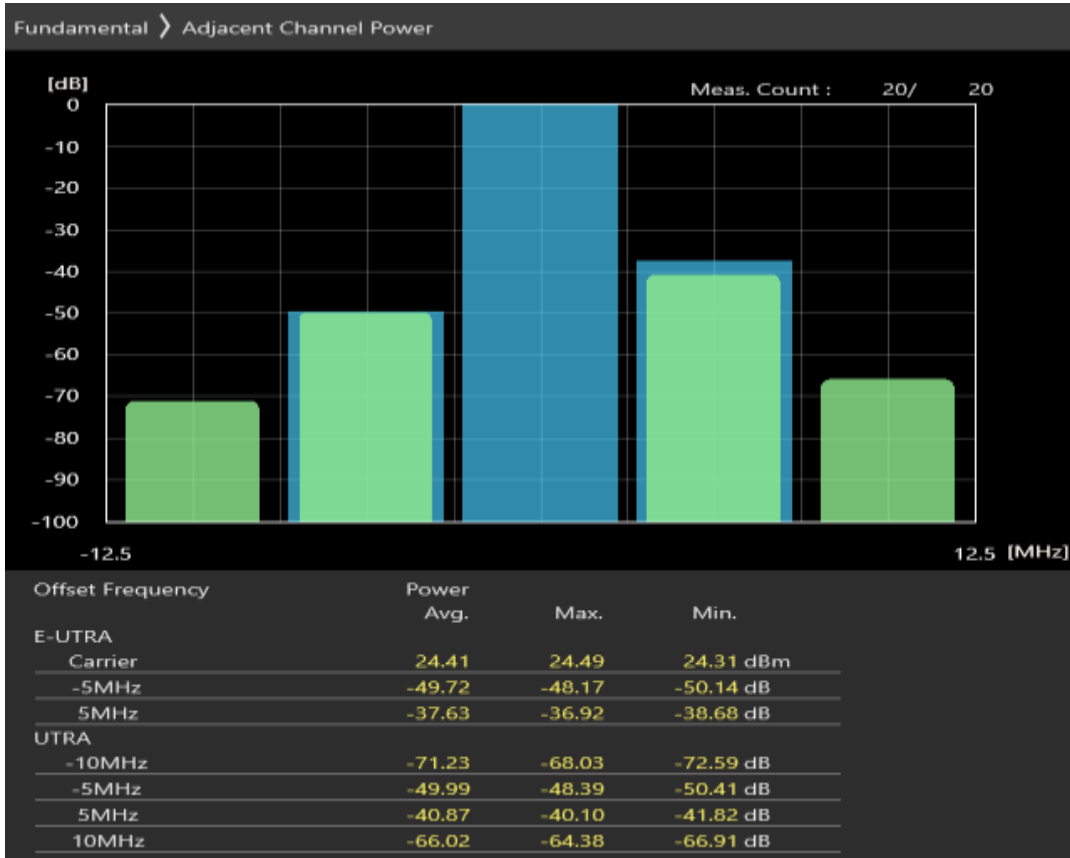 Fundamental 〉 Adjacent Channel Power
[dB]
Meas. Count : 20/ 20
0
-10
-20
-30
-40
-50
-60
-70
-80
-90
-100
-12.5 12.5 [MHz]
Offset Frequency Power
Avg. Max. Min.
E-UTRA
Carrier 24.41 24.49 24.31 dBm
-5MHz -49.72 -48.17 -50.14 dB
5MHz -37.63 -36.92 -38.68 dB
UTRA
-10MHz -71.23 -68.03 -72.59 dB
-5MHz -49.99 -48.39 -50.41 dB
5MHz -40.87 -40.10 -41.82 dB
10MHz -66.02 -64.38 -66.91 dB